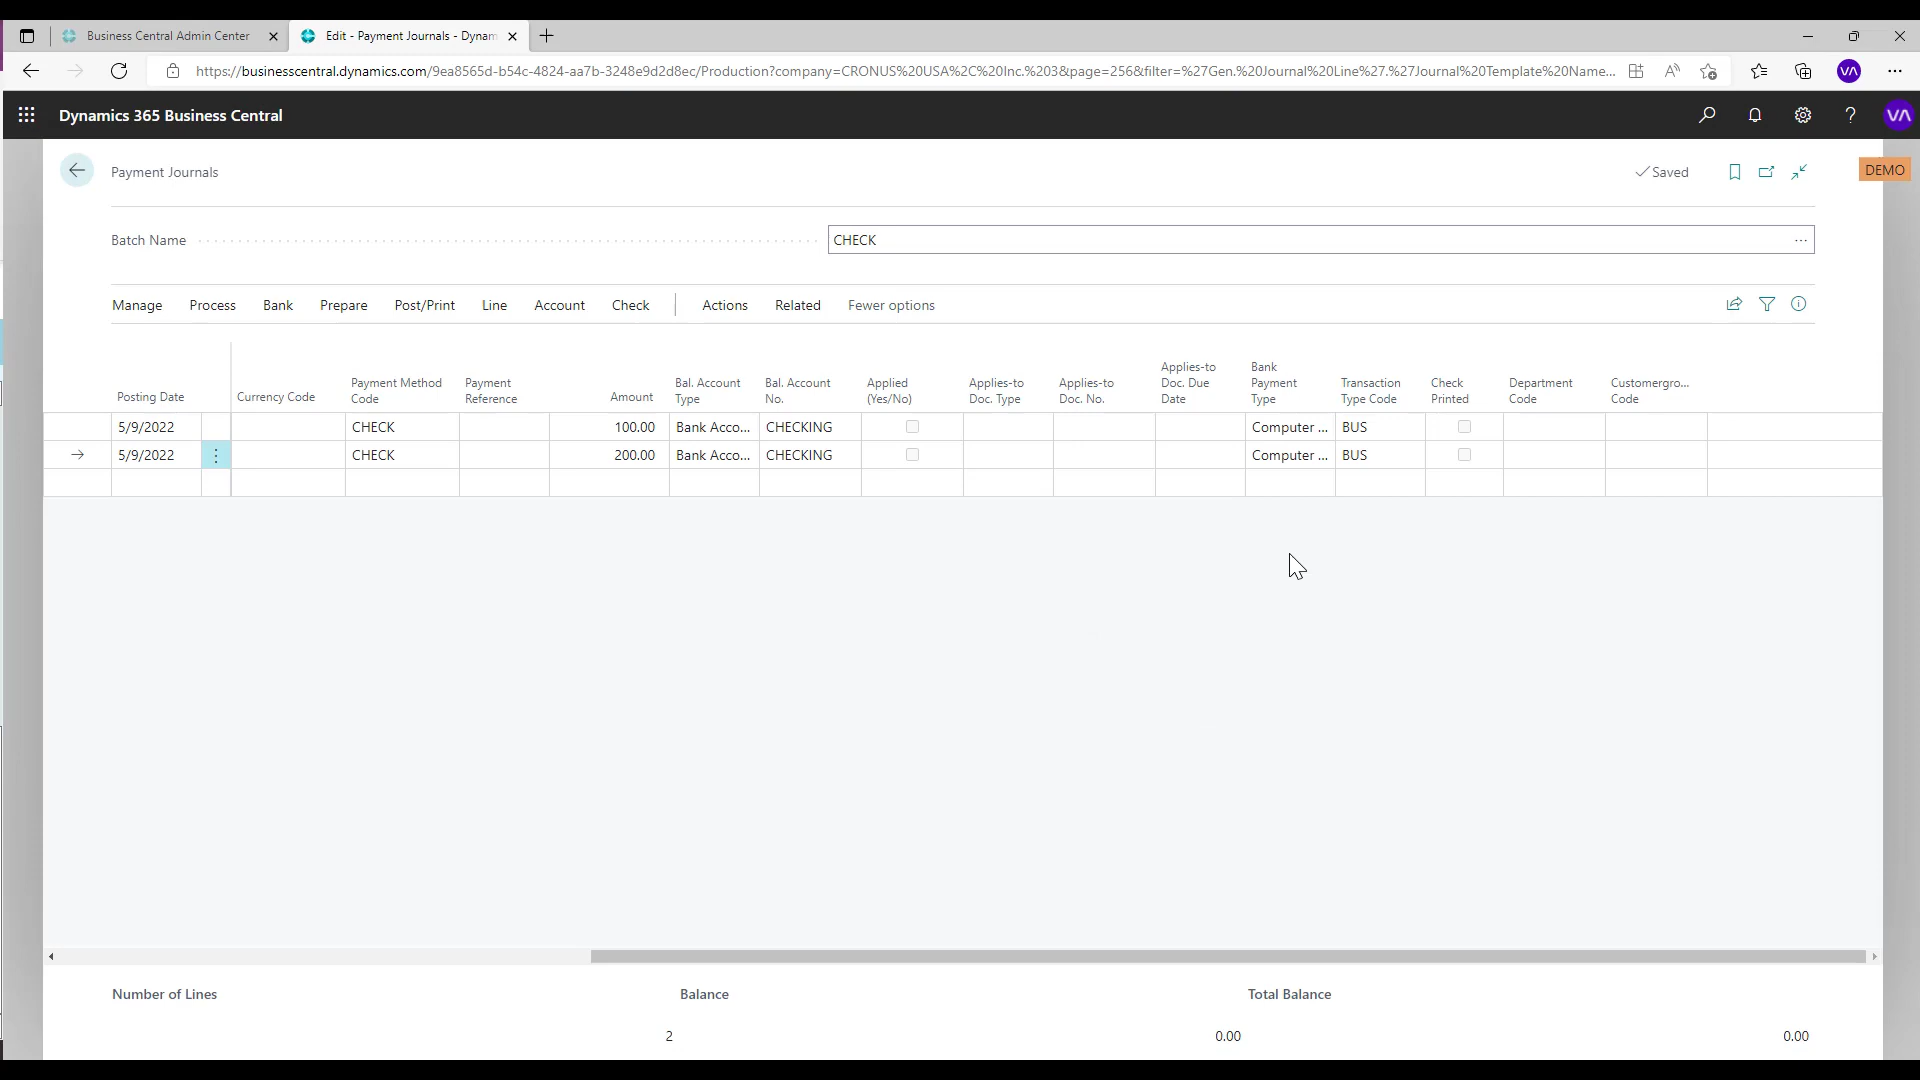 Business Central Admin Center
Edit - Payment Journals - Dynam
https://businesscentral.dynamics.com/9ea8565d-b54c-4824-aa7b-3248e9d2d8ec/Production?company=CRONUS%20USA%2C%20Inc.%203&page=256&filter=%27Gen.%20Journal%20Line%27.%27Journal%20Template%20Name...
VA
Dynamics 365 Business Central
VA
Payment Journals
Saved
DEMO
Batch Name
CHECK
Manage Process Bank Prepare Post/Print Line Account Check Actions Related Fewer options
Posting Date Currency Code Payment Method Code Payment Reference Amount Bal. Account Type Bal. Account No. Applied (Yes/No) Applies-to Doc. Type Applies-to Doc. No. Applies-to Doc. Due Date Bank Payment Type Transaction Type Code Check Printed Department Code Customergro... Code
5/9/2022 CHECK 100.00 Bank Acco... CHECKING Computer ... BUS
5/9/2022 CHECK 200.00 Bank Acco... CHECKING Computer ... BUS
Number of Lines Balance Total Balance
2 0.00 0.00